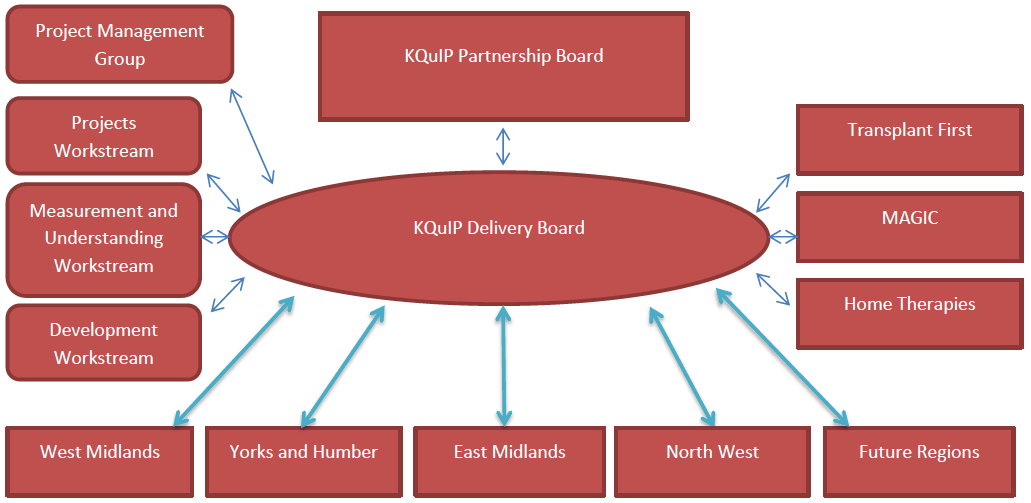 Project Management
Group
KQuIP Partnership Board
Projects
Workstream
Transplant First
Measurement and
Understanding
Workstream
KQuIP Delivery Board
MAGIC
Development
Workstream
Home Therapies
West Midlands
Yorks and Humber
East Midlands
North West
Future Regions